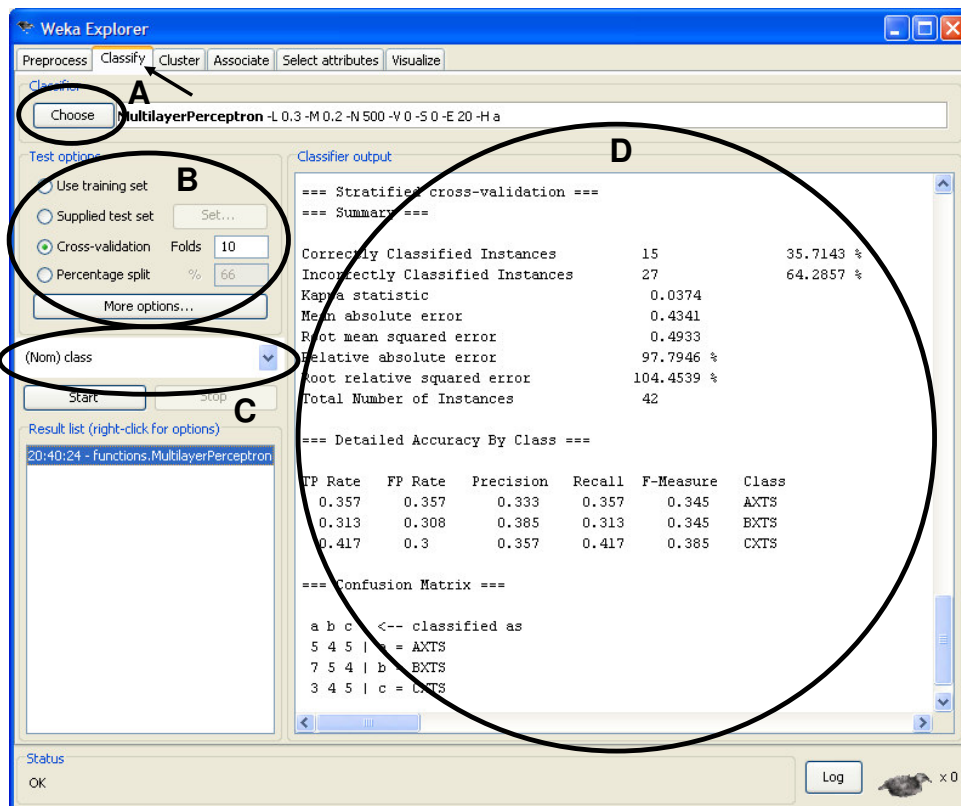 Weka Explorer
Preprocess Classify Cluster Associate Select attributes Visualize
Classifier
A
Choose MultilayerPerceptron -L 0.3 -M 0.2 -N 500 -V 0 -S 0 -E 20 -H a
Test options
B
Use training set
Supplied test set Set...
Cross-validation Folds 10
Percentage split % 66
More options...
(Nom) class
Start Stop
C
Result list (right-click for options)
20:40:24 - functions.MultilayerPerceptron
Classifier output
D
=== Stratified cross-validation ===
=== Summary ===
Correctly Classified Instances 15 35.7143 %
Incorrectly Classified Instances 27 64.2857 %
Kappa statistic 0.0374
Mean absolute error 0.4341
Root mean squared error 0.4933
Relative absolute error 97.7946 %
Root relative squared error 104.4539 %
Total Number of Instances 42
=== Detailed Accuracy By Class ===
TP Rate FP Rate Precision Recall F-Measure Class
0.357 0.357 0.333 0.357 0.345 AXTS
0.313 0.308 0.385 0.313 0.345 BXTS
0.417 0.3 0.357 0.417 0.385 CXTS
=== Confusion Matrix ===
a b c <-- classified as
5 4 5 | a = AXTS
7 5 4 | b = BXTS
3 4 5 | c = CXTS
Status
OK
Log
x 0